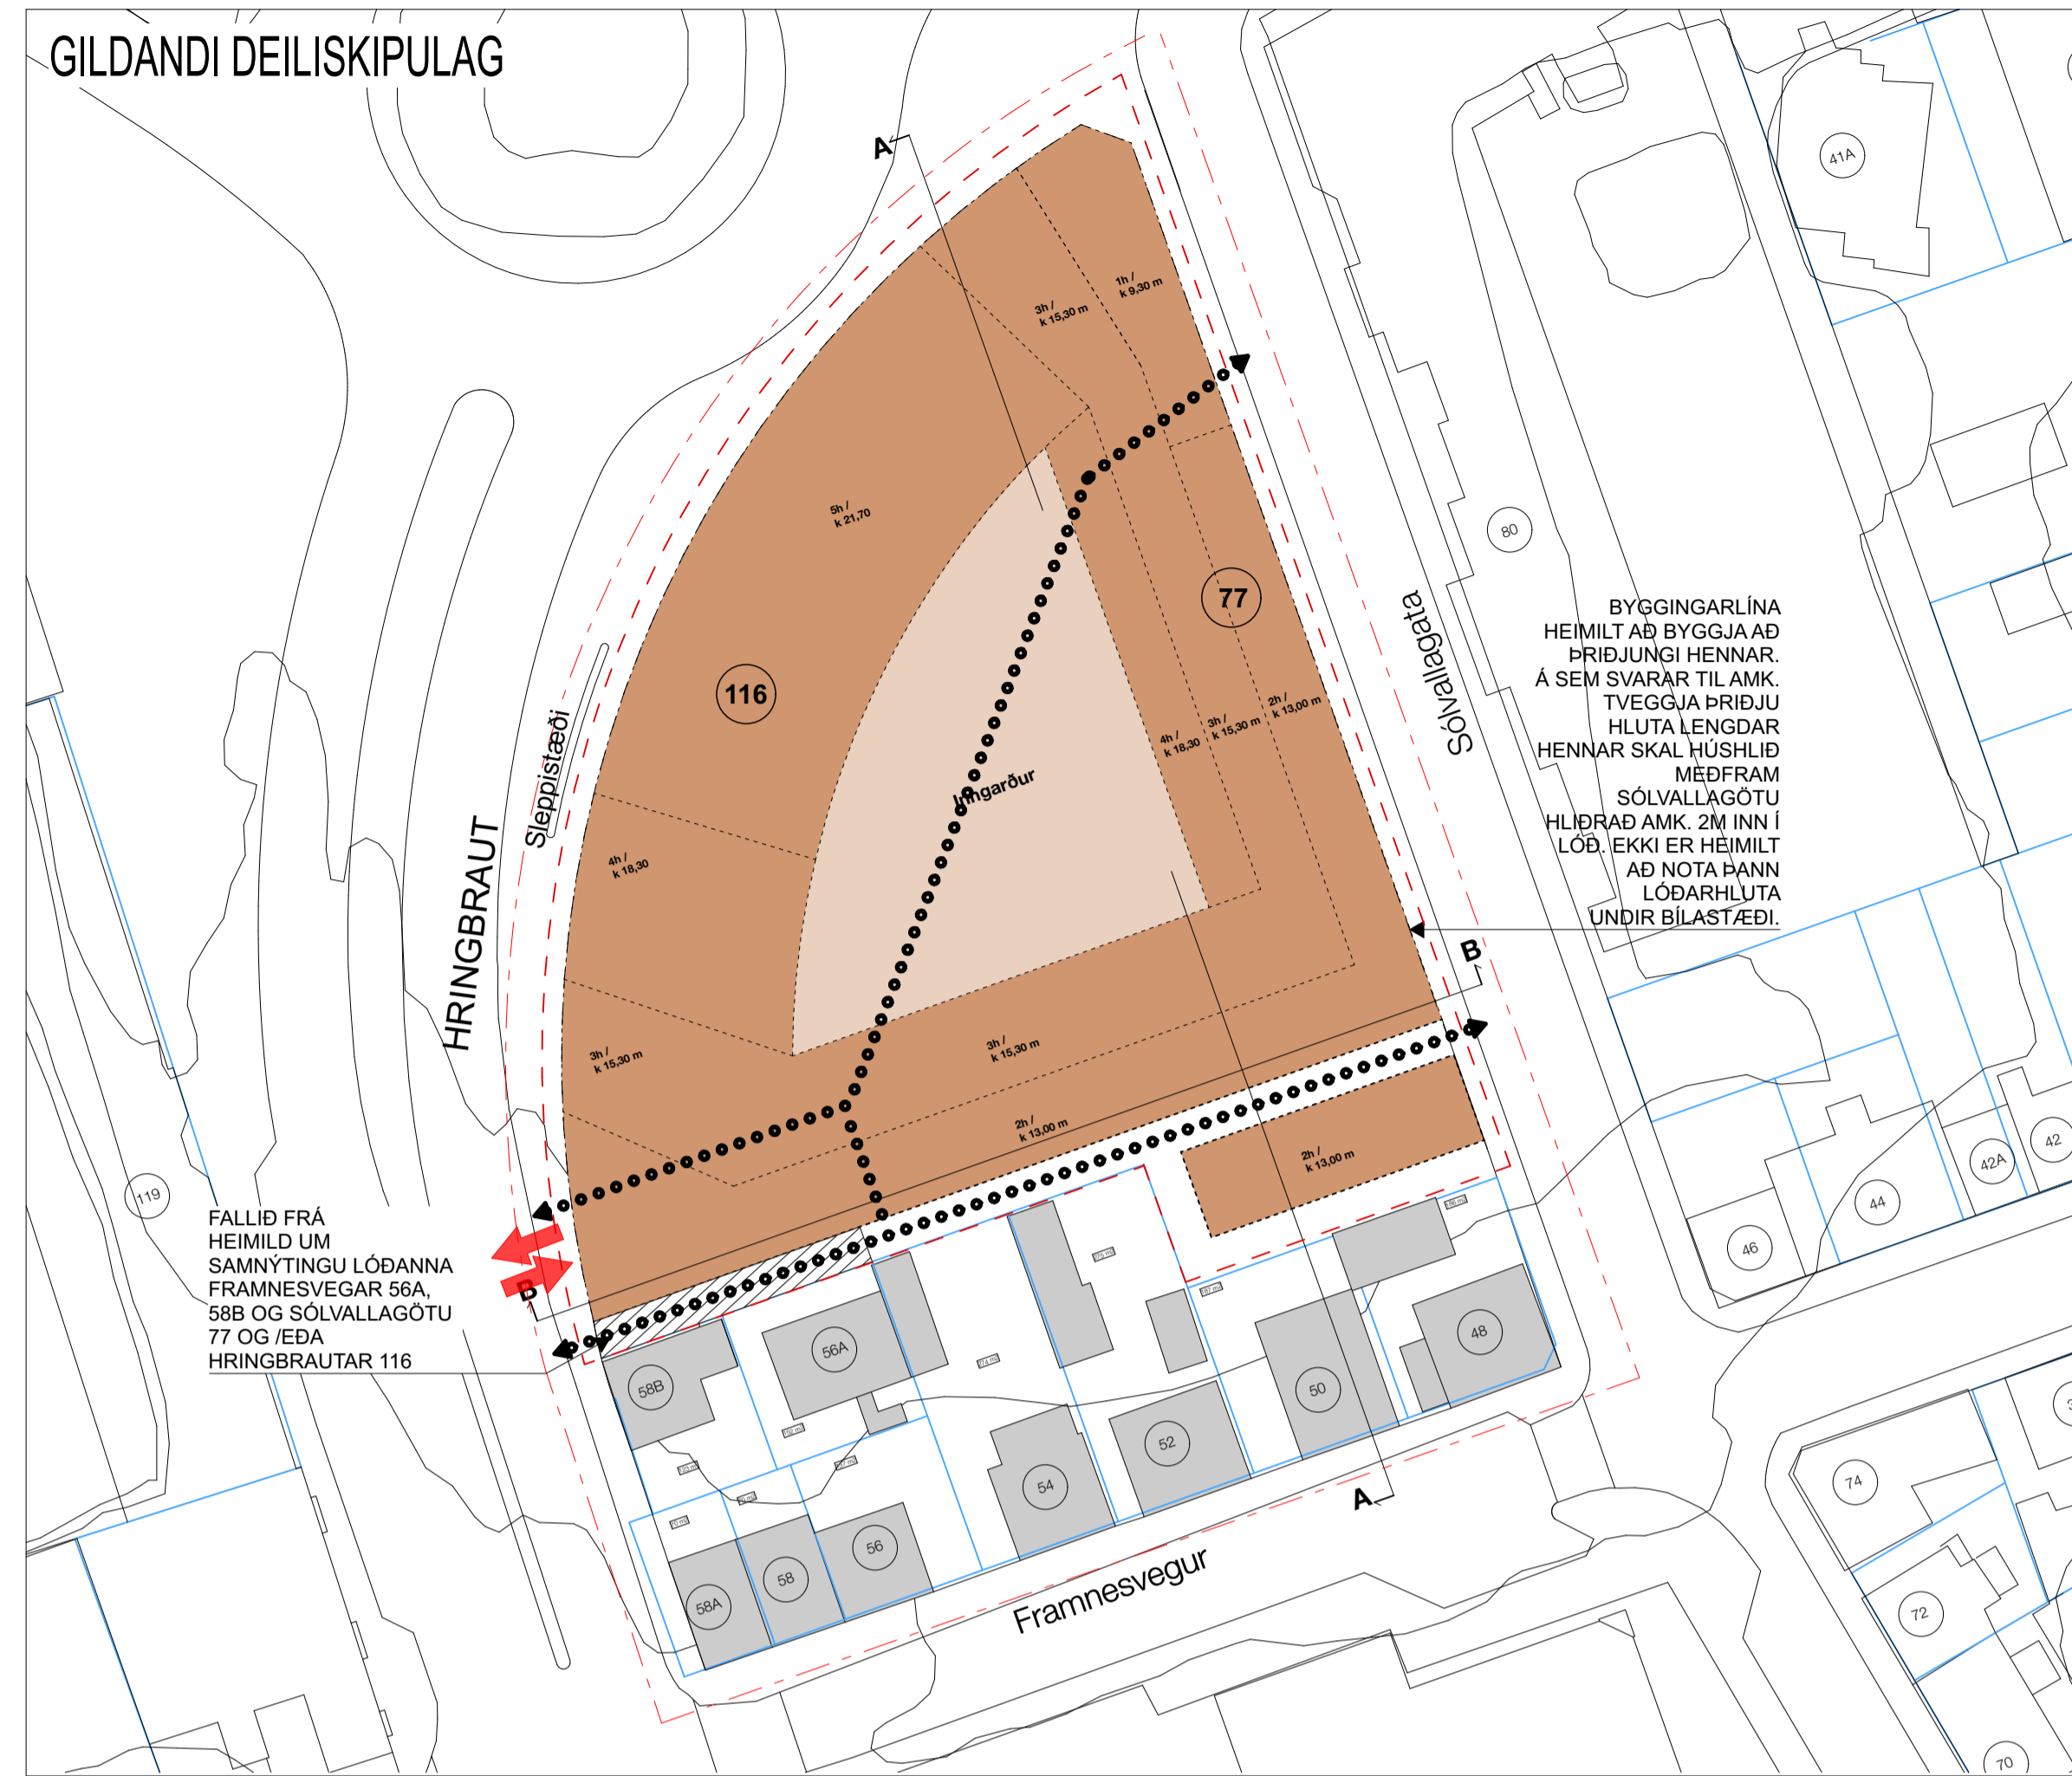 GILDANDI DEILISKIPULAG
A
41A
1h /
k 9,30 m
3h /
k 15,30 m
5h /
k 21,70
80
77
116
Sólvallagata
BYGGINGARLÍNA
HEIMILT AÐ BYGGJA AÐ
ÞRIÐJUNGI HENNAR.
Á SEM SVARAR TIL AMK.
TVEGGJA ÞRIÐJU
HLUTA LENGDAR
HENNAR SKAL HÚSHLIÐ
MEÐFRAM
SÓLVALLAGÖTU
HLIÐRAÐ AMK. 2M INN Í
LÓÐ. EKKI ER HEIMILT
AÐ NOTA ÞANN
LÓÐARHLUTA
UNDIR BÍLASTÆÐI.
4h /
k 18,30
3h /
k 15,30 m
2h /
k 13,00 m
Sleppistæði
Inngarður
HRINGBRAUT
4h /
k 18,30
B
3h /
k 15,30 m
3h /
k 15,30 m
2h /
k 13,00 m
2h /
k 13,00 m
119
42
42A
44
46
FALLIÐ FRÁ
HEIMILD UM
SAMNÝTINGU LÓÐANNA
FRAMNESVEGAR 56A,
58B OG SÓLVALLAGÖTU
77 OG /EÐA
HRINGBRAUTAR 116
B
58B
56A
48
50
52
54
56
58
58A
A
Framnesvegur
74
72
70